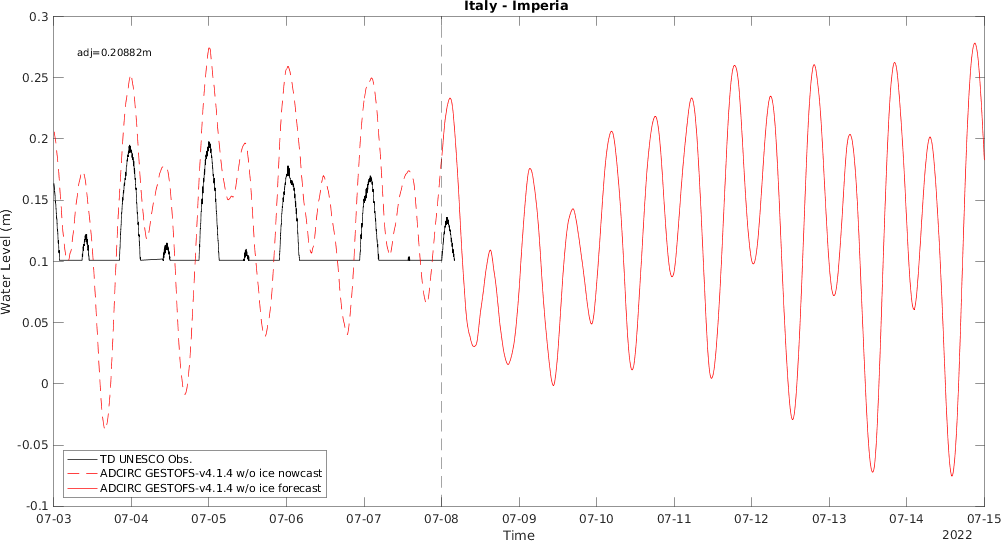 Italy - Imperia
adj=0.20882m
0.3
0.25
0.2
0.15
0.1
0.05
0
-0.05
-0.1
Water Level (m)
TD UNESCO Obs.
ADCIRC GESTOFS-v4.1.4 w/o ice nowcast
ADCIRC GESTOFS-v4.1.4 w/o ice forecast
07-03 07-04 07-05 07-06 07-07 07-08 07-09 07-10 07-11 07-12 07-13 07-14 07-15
Time
2022